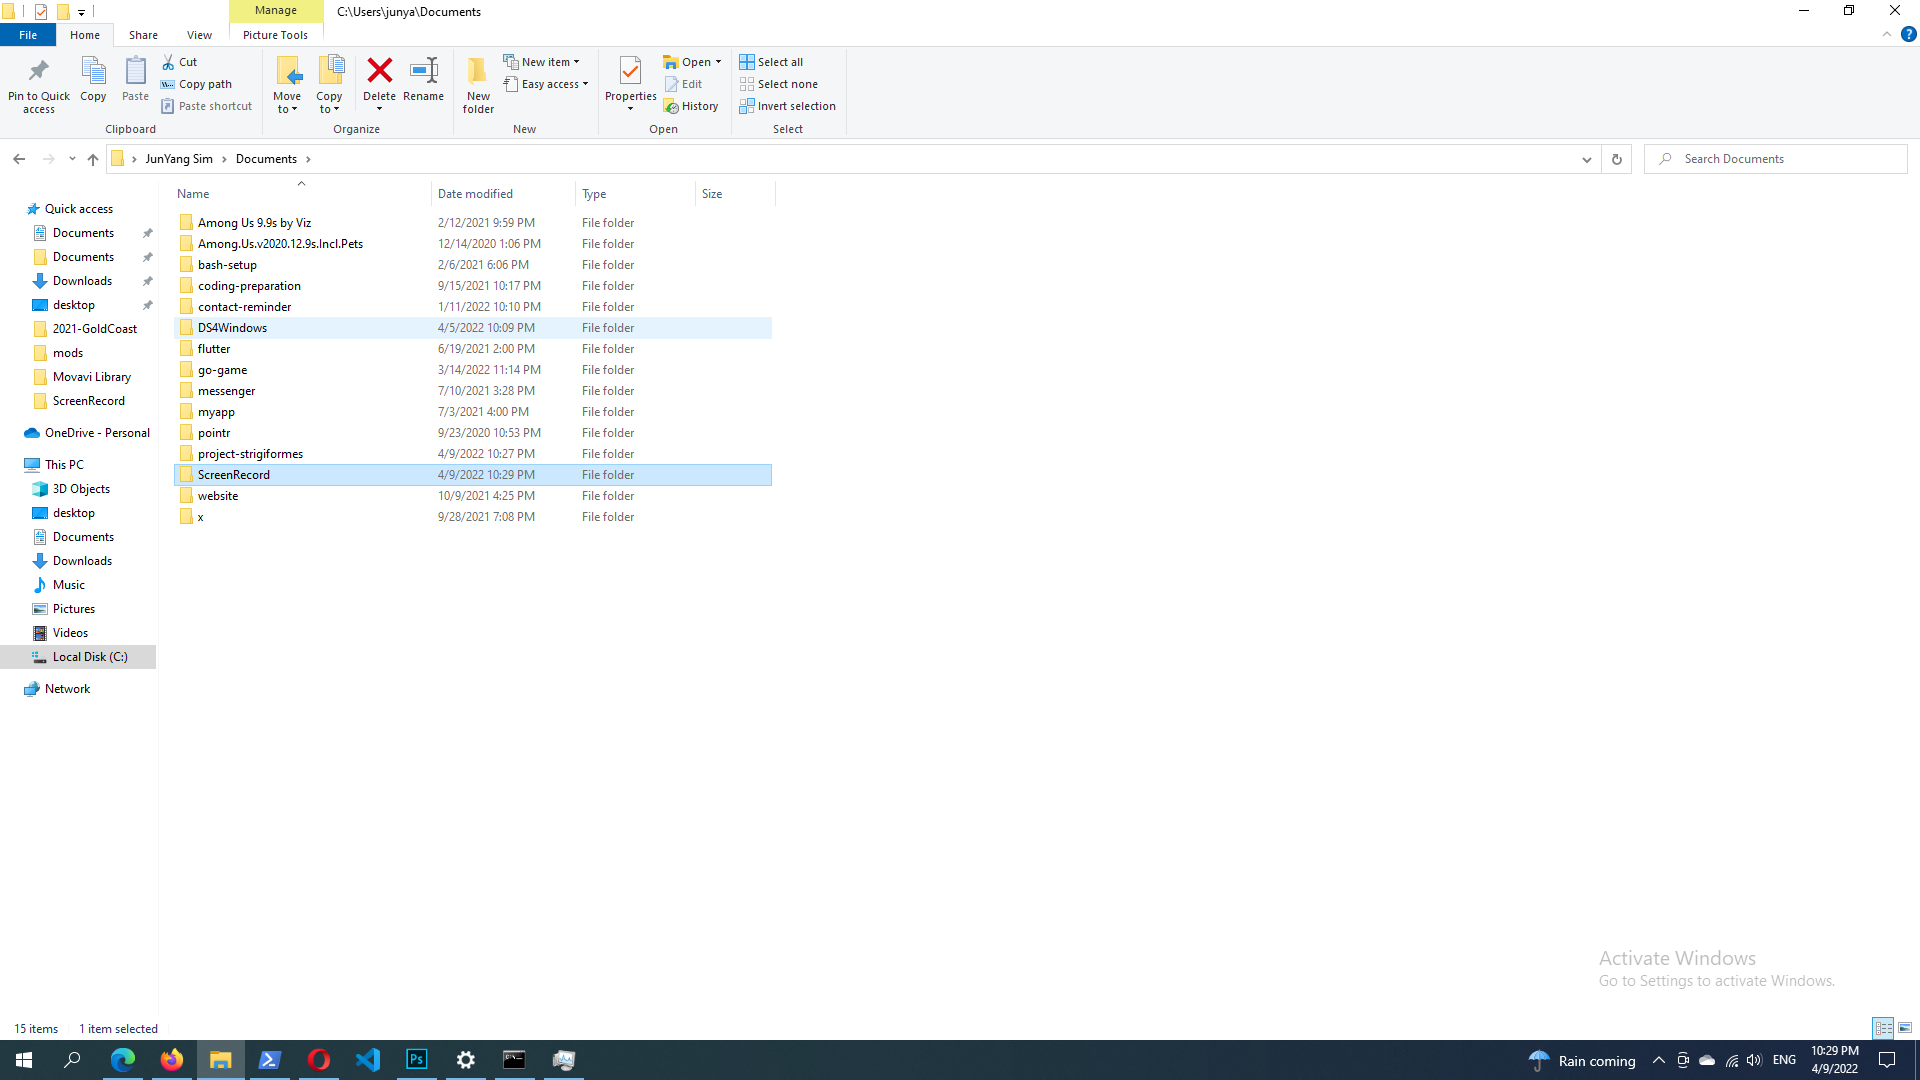 Manage
C:\Users\junya\Documents
File
Home
Share
View
Picture Tools
Pin to Quick access
Copy
Paste
Cut
Copy path
Paste shortcut
Clipboard
Move to
Copy to
Delete
Rename
Organize
New folder
New item
Easy access
New
Properties
Open
Edit
History
Open
Select all
Select none
Invert selection
Select
JunYang Sim
Documents
Search Documents
Quick access
Documents
Documents
Downloads
desktop
2021-GoldCoast
mods
Movavi Library
ScreenRecord
OneDrive - Personal
This PC
3D Objects
desktop
Documents
Downloads
Music
Pictures
Videos
Local Disk (C:)
Network
Name Date modified Type Size
Among Us 9.9s by Viz 2/12/2021 9:59 PM File folder
Among.Us.v2020.12.9s.Incl.Pets 12/14/2020 1:06 PM File folder
bash-setup 2/6/2021 6:06 PM File folder
coding-preparation 9/15/2021 10:17 PM File folder
contact-reminder 1/11/2022 10:10 PM File folder
DS4Windows 4/5/2022 10:09 PM File folder
flutter 6/19/2021 2:00 PM File folder
go-game 3/14/2022 11:14 PM File folder
messenger 7/10/2021 3:28 PM File folder
myapp 7/3/2021 4:00 PM File folder
pointr 9/23/2020 10:53 PM File folder
project-strigiformes 4/9/2022 10:27 PM File folder
ScreenRecord 4/9/2022 10:29 PM File folder
website 10/9/2021 4:25 PM File folder
x 9/28/2021 7:08 PM File folder
Activate Windows
Go to Settings to activate Windows.
15 items
1 item selected
Ps
Rain coming
ENG
10:29 PM
4/9/2022